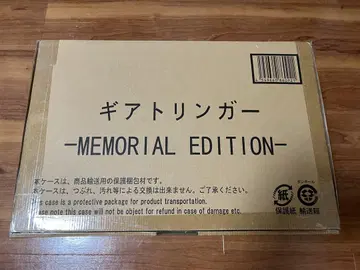 ギアトリンガー
-MEMORIAL EDITION-
本ケースは、商品輸送用の保護梱包材です。
本ケースは、つぶれ、汚れ等による交換は出来ません。ご了承ください。
This case is a protective package for product transportation.
Please note this case will not be object for refund in case of damage etc.
紙
保護紙 輸送箱